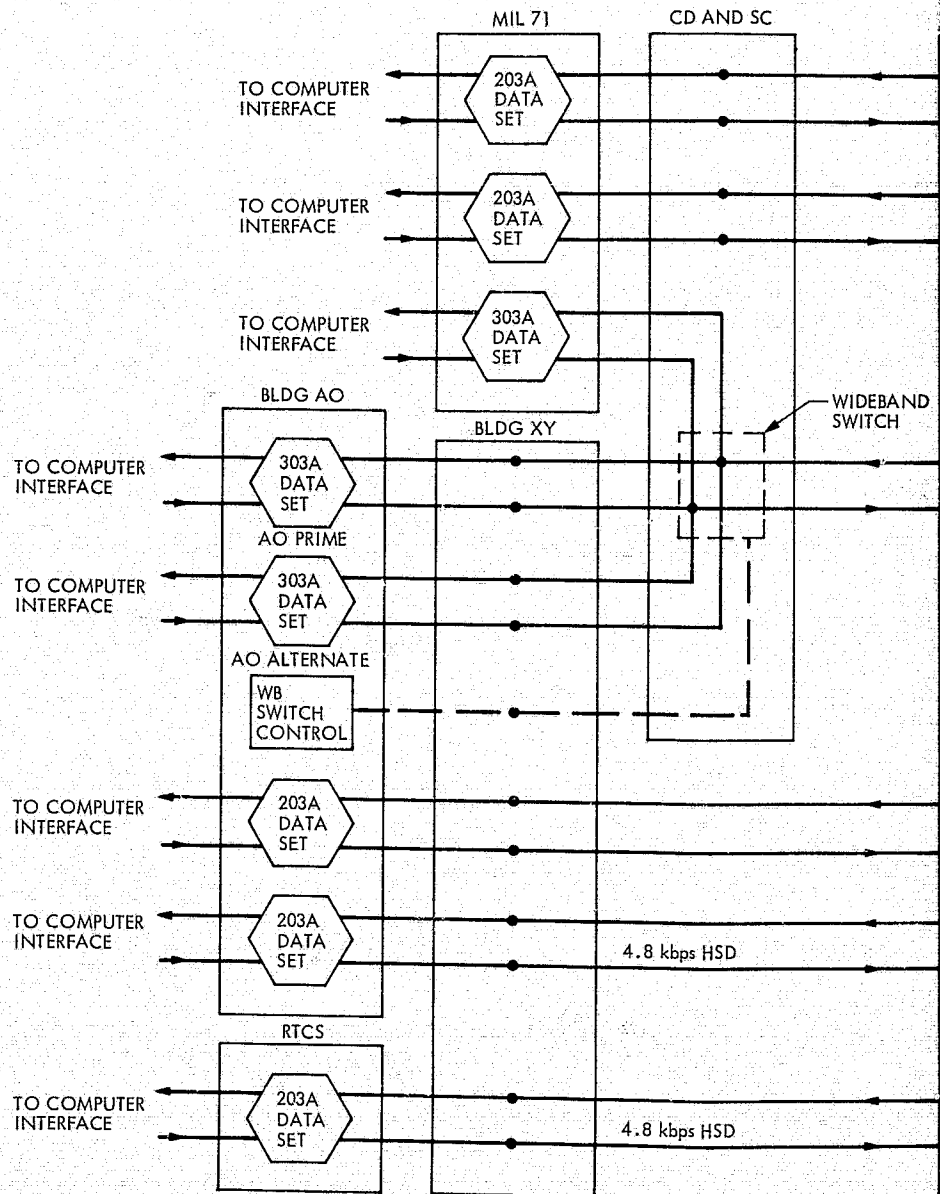 MIL 71
CD AND SC
TO COMPUTER
INTERFACE
203A
DATA
SET
TO COMPUTER
INTERFACE
203A
DATA
SET
TO COMPUTER
INTERFACE
303A
DATA
SET
BLDG AO
BLDG XY
WIDEBAND
SWITCH
TO COMPUTER
INTERFACE
303A
DATA
SET
AO PRIME
TO COMPUTER
INTERFACE
303A
DATA
SET
AO ALTERNATE
WB
SWITCH
CONTROL
TO COMPUTER
INTERFACE
203A
DATA
SET
TO COMPUTER
INTERFACE
203A
DATA
SET
4.8 kbps HSD
RTCS
TO COMPUTER
INTERFACE
203A
DATA
SET
4.8 kbps HSD